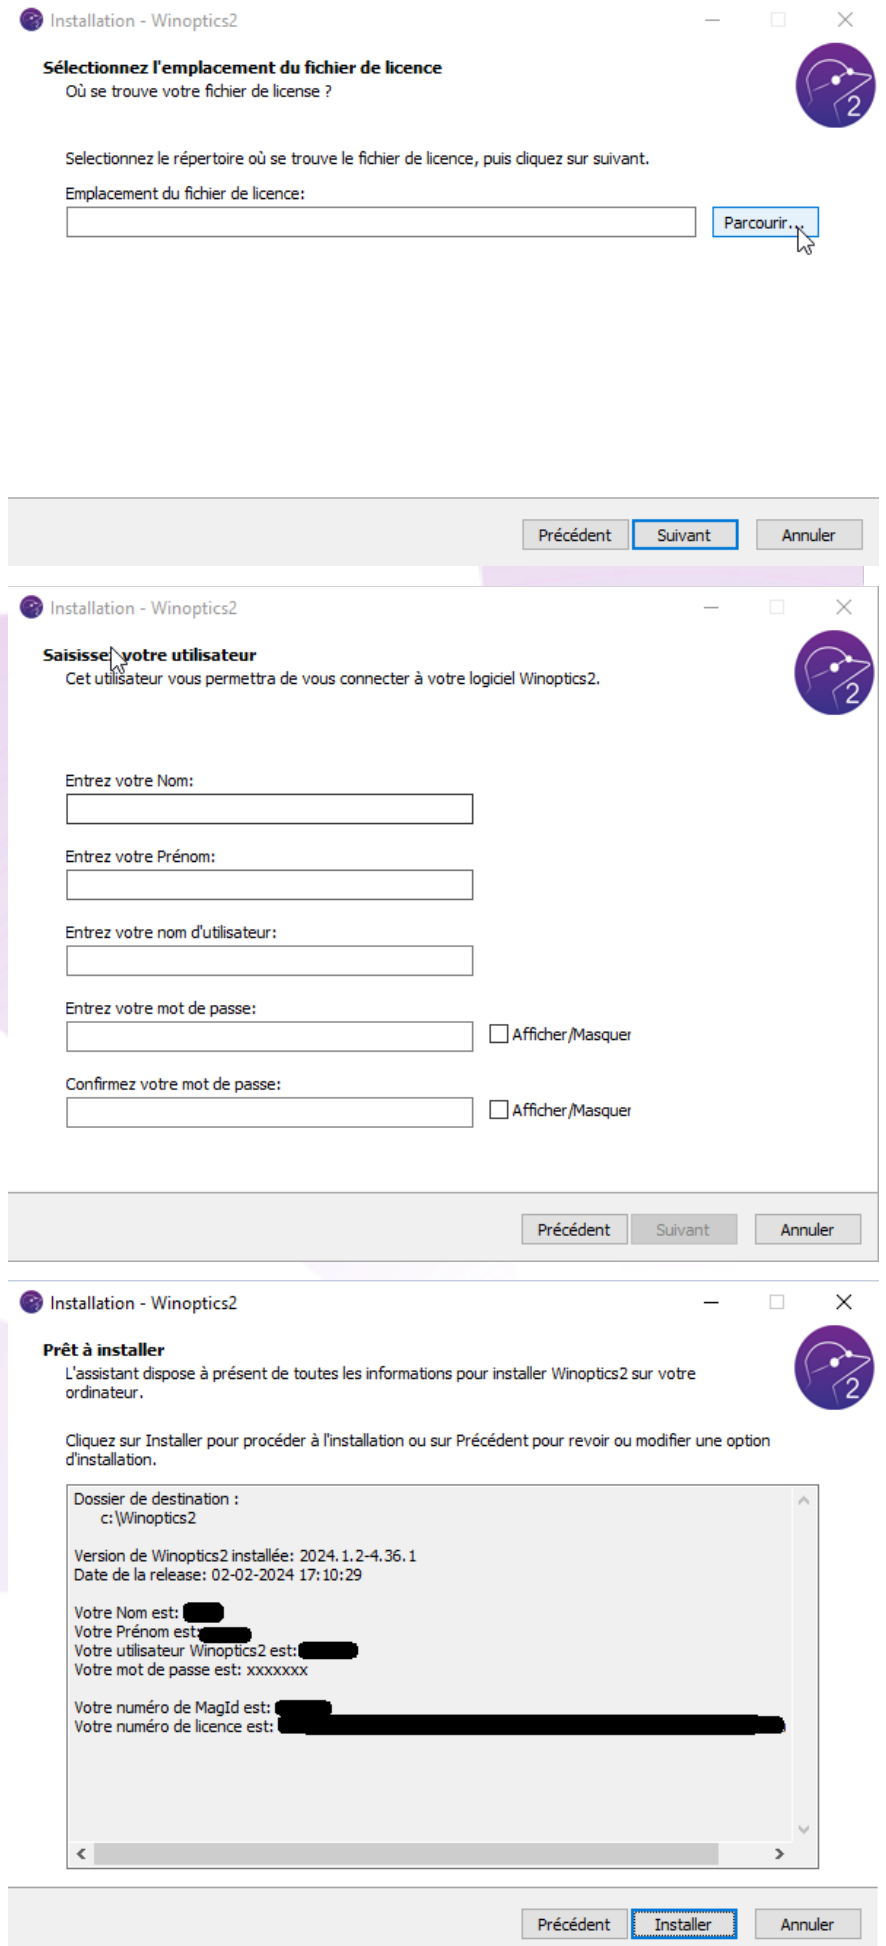 Installation - Winoptics2
Sélectionnez l'emplacement du fichier de licence
Où se trouve votre fichier de license ?
2
Selectionnez le répertoire où se trouve le fichier de licence, puis cliquez sur suivant.
Emplacement du fichier de licence:
Parcourir...
Précédent Suivant Annuler
Installation - Winoptics2
Saisissez votre utilisateur
Cet utilisateur vous permettra de vous connecter à votre logiciel Winoptics2.
2
Entrez votre Nom:
Entrez votre Prénom:
Entrez votre nom d'utilisateur:
Entrez votre mot de passe:
Afficher/Masquer
Confirmez votre mot de passe:
Afficher/Masquer
Précédent Suivant Annuler
Installation - Winoptics2
Prêt à installer
L'assistant dispose à présent de toutes les informations pour installer Winoptics2 sur votre
ordinateur.
2
Cliquez sur Installer pour procéder à l'installation ou sur Précédent pour revoir ou modifier une option
d'installation.
Dossier de destination :
c:\Winoptics2
Version de Winoptics2 installée: 2024.1.2-4.36.1
Date de la release: 02-02-2024 17:10:29
Votre Nom est:
Votre Prénom est:
Votre utilisateur Winoptics2 est:
Votre mot de passe est: xxxxxxx
Votre numéro de MagId est:
Votre numéro de licence est:
Précédent Installer Annuler